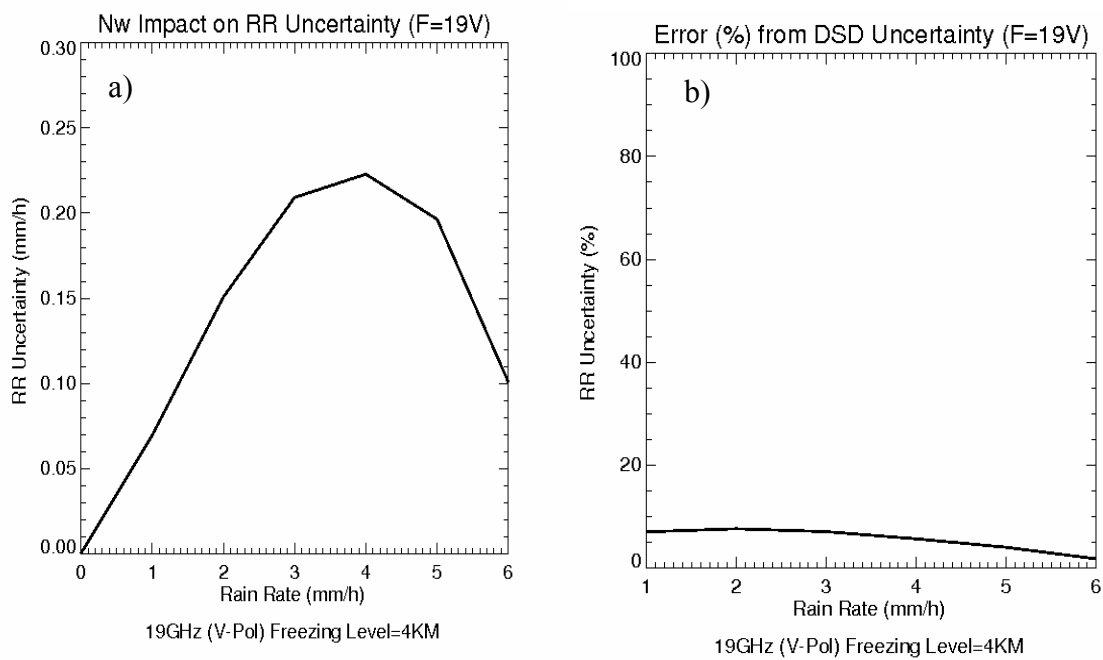 Nw Impact on RR Uncertainty (F=19V)
a)
0.30
0.25
0.20
0.15
0.10
0.05
0.00
RR Uncertainty (mm/h)
0 1 2 3 4 5 6
Rain Rate (mm/h)
19GHz (V-Pol) Freezing Level=4KM
Error (%) from DSD Uncertainty (F=19V)
b)
100
80
60
40
20
0
RR Uncertainty (%)
1 2 3 4 5 6
Rain Rate (mm/h)
19GHz (V-Pol) Freezing Level=4KM